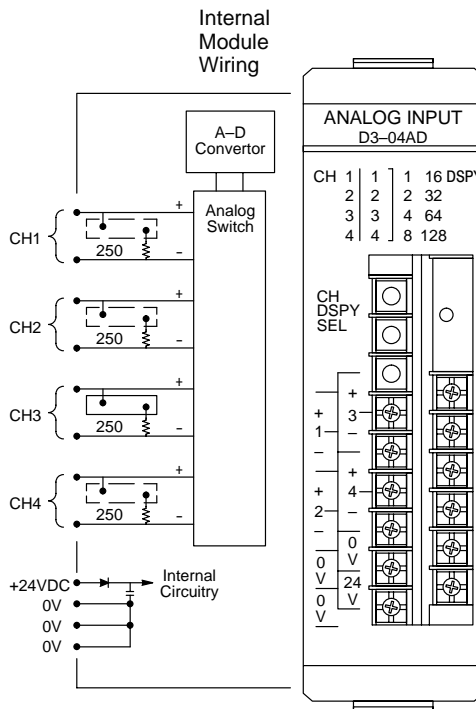 Internal
Module
Wiring
A–D
Convertor
Analog
Switch
CH1
+
250
–
CH2
+
250
–
CH3
+
250
–
CH4
+
250
–
+24VDC
Internal
Circuitry
0V
0V
0V
ANALOG INPUT
D3–04AD
CH 1 1 1 16 DSPY
2 2 2 32
3 3 4 64
4 4 8 128
CH
DSPY
SEL
+
3
–
+
1
–
+
4
–
+
2
–
0
V
24
V
0
V
0
V